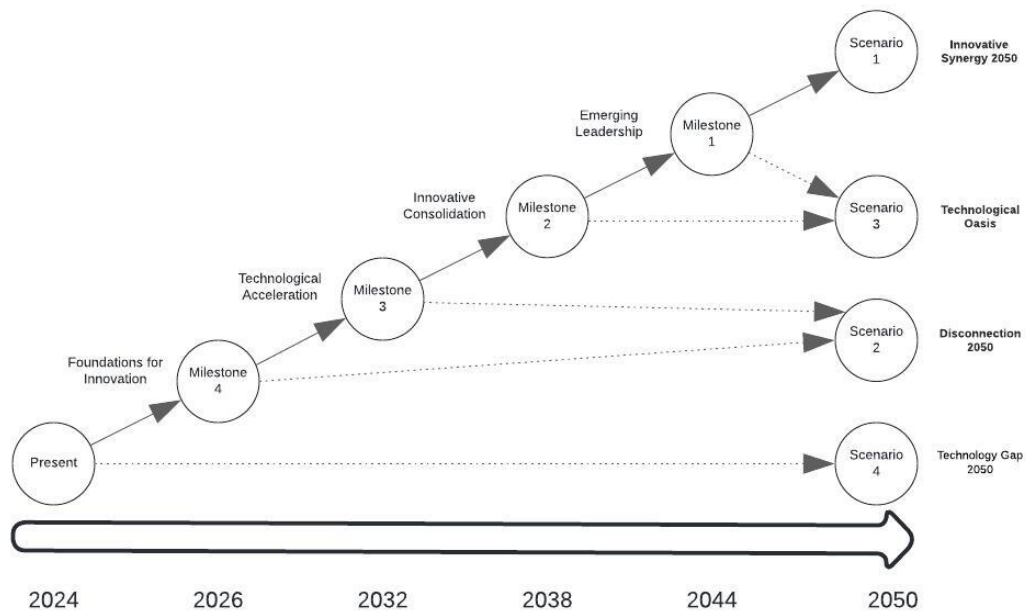 Scenario
1
Innovative
Synergy 2050
Emerging
Leadership
Milestone
1
Innovative
Consolidation
Milestone
2
Scenario
3
Technological
Oasis
Technological
Acceleration
Milestone
3
Scenario
2
Disconnection
2050
Foundations for
Innovation
Milestone
4
Present
Scenario
4
Technology Gap
2050
2024
2026
2032
2038
2044
2050